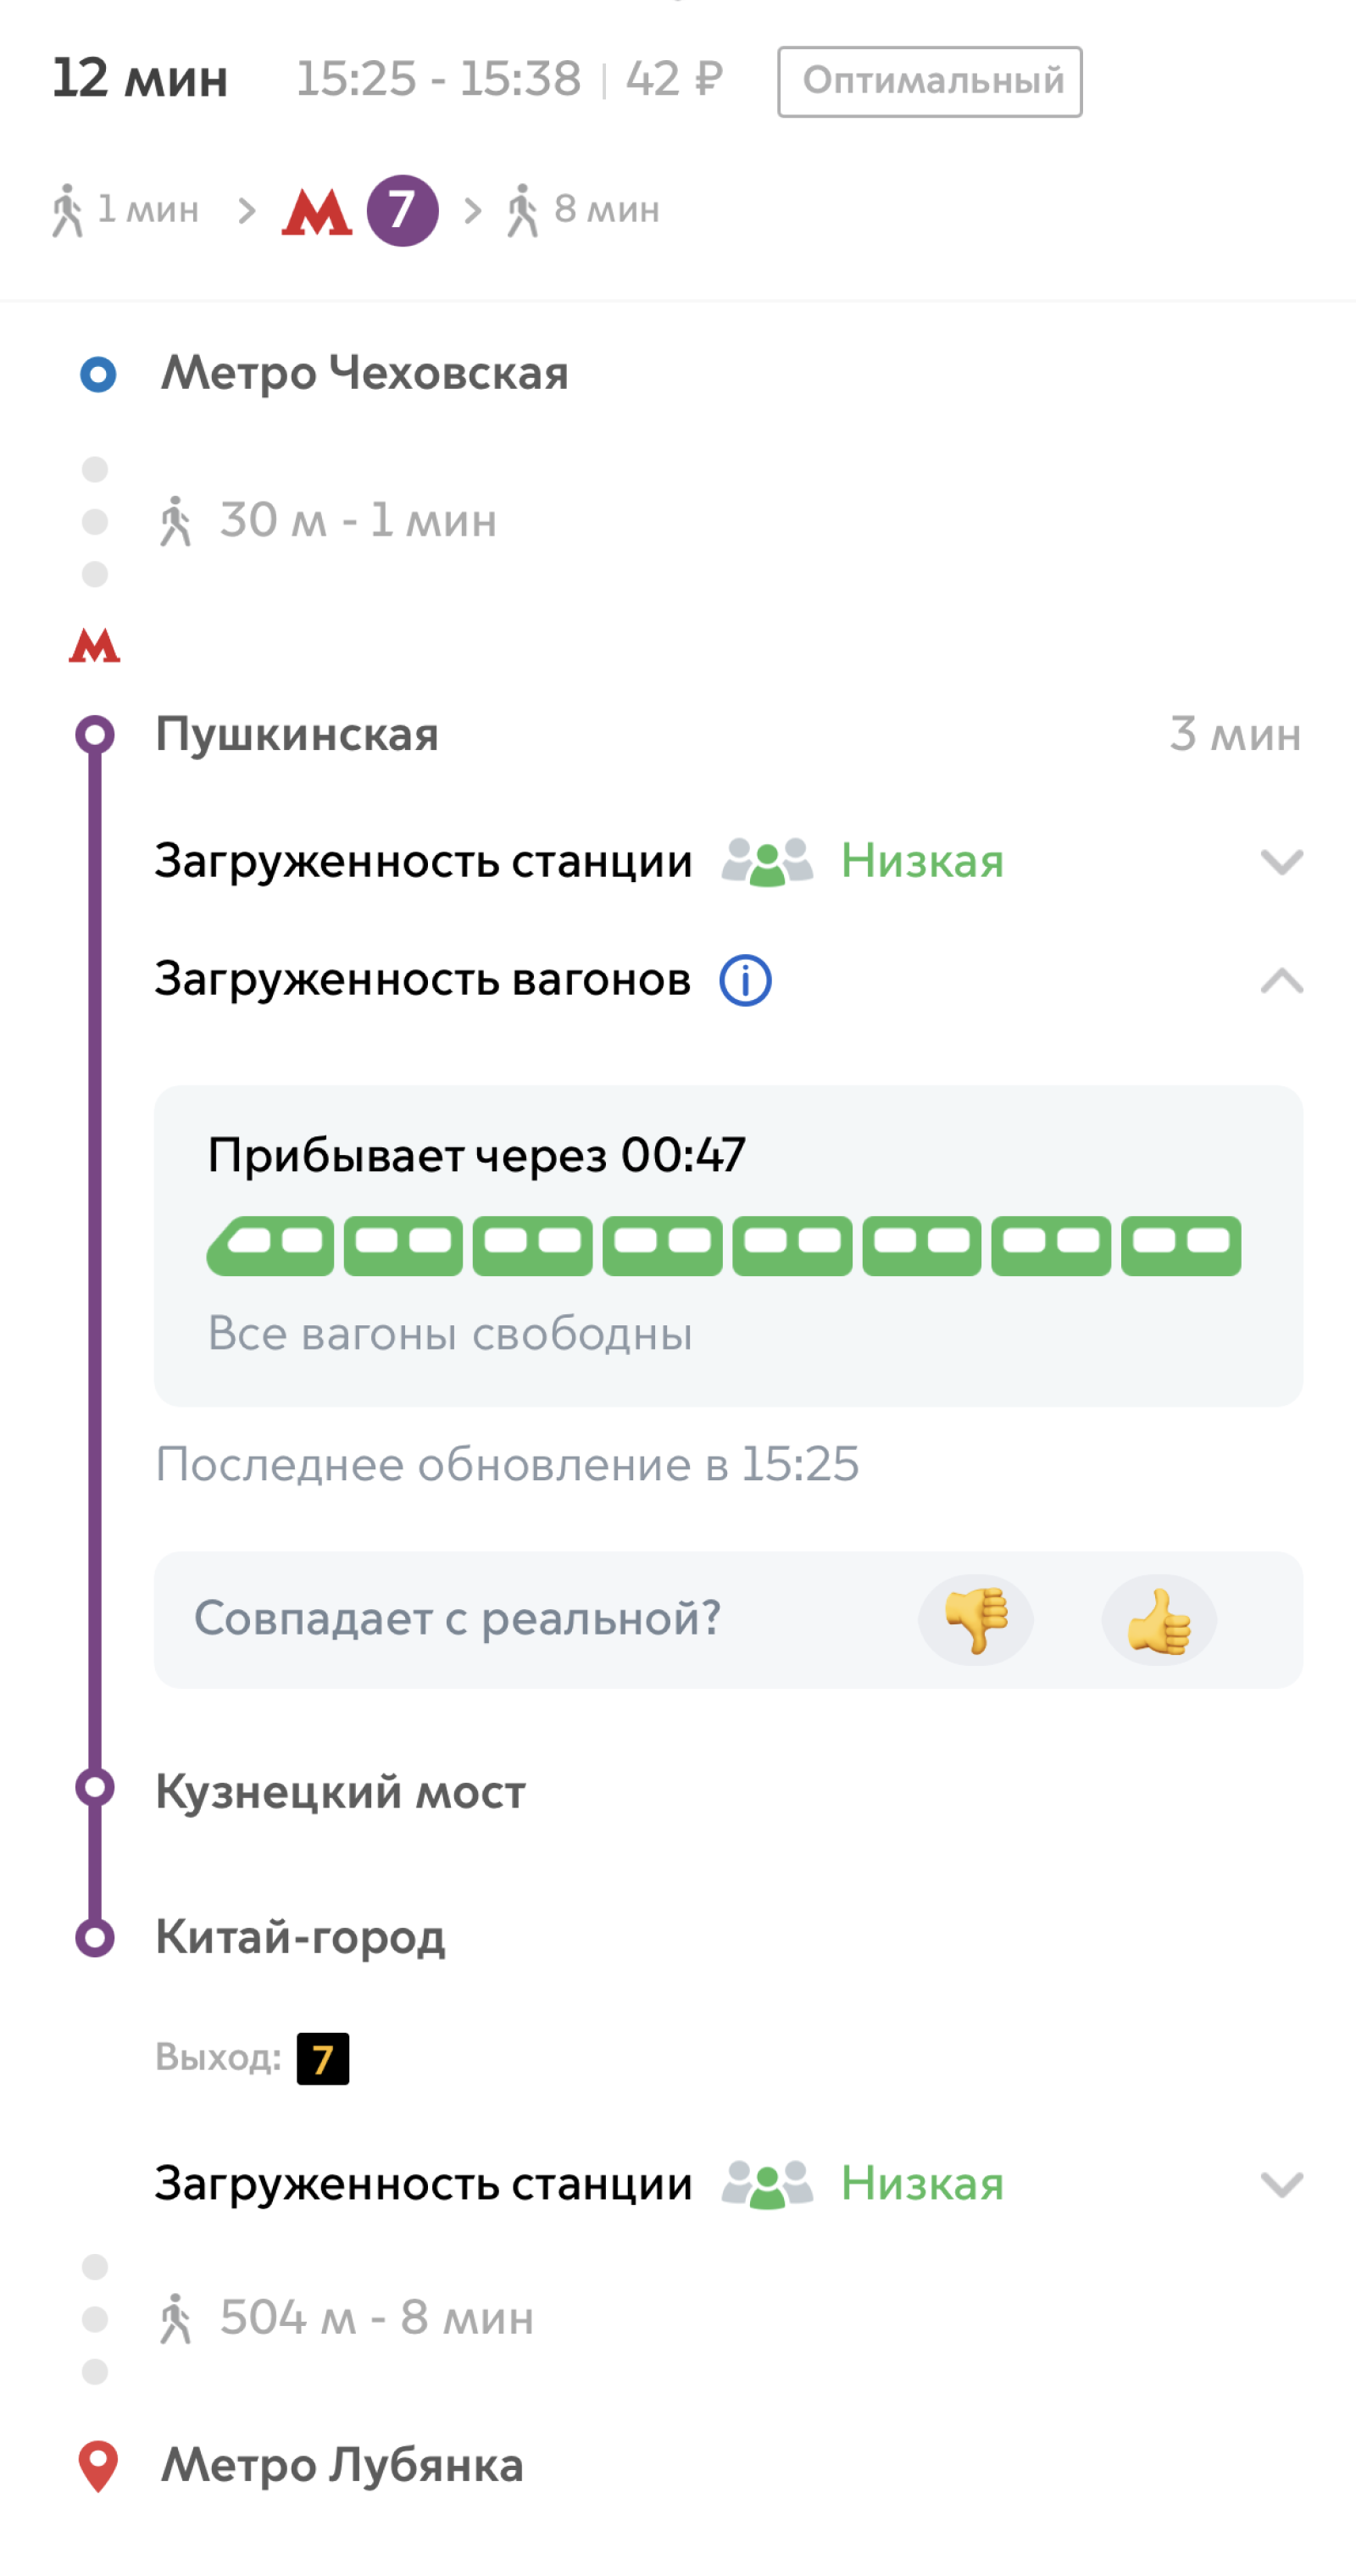 12 мин 15:25 - 15:38 | 42 ₽ Оптимальный
1 мин > М 7 > 8 мин
Метро Чеховская
30 м - 1 мин
М
Пушкинская 3 мин
Загруженность станции Низкая
Загруженность вагонов i
Прибывает через 00:47
Все вагоны свободны
Последнее обновление в 15:25
Совпадает с реальной?
Кузнецкий мост
Китай-город
Выход: 7
Загруженность станции Низкая
504 м - 8 мин
Метро Лубянка